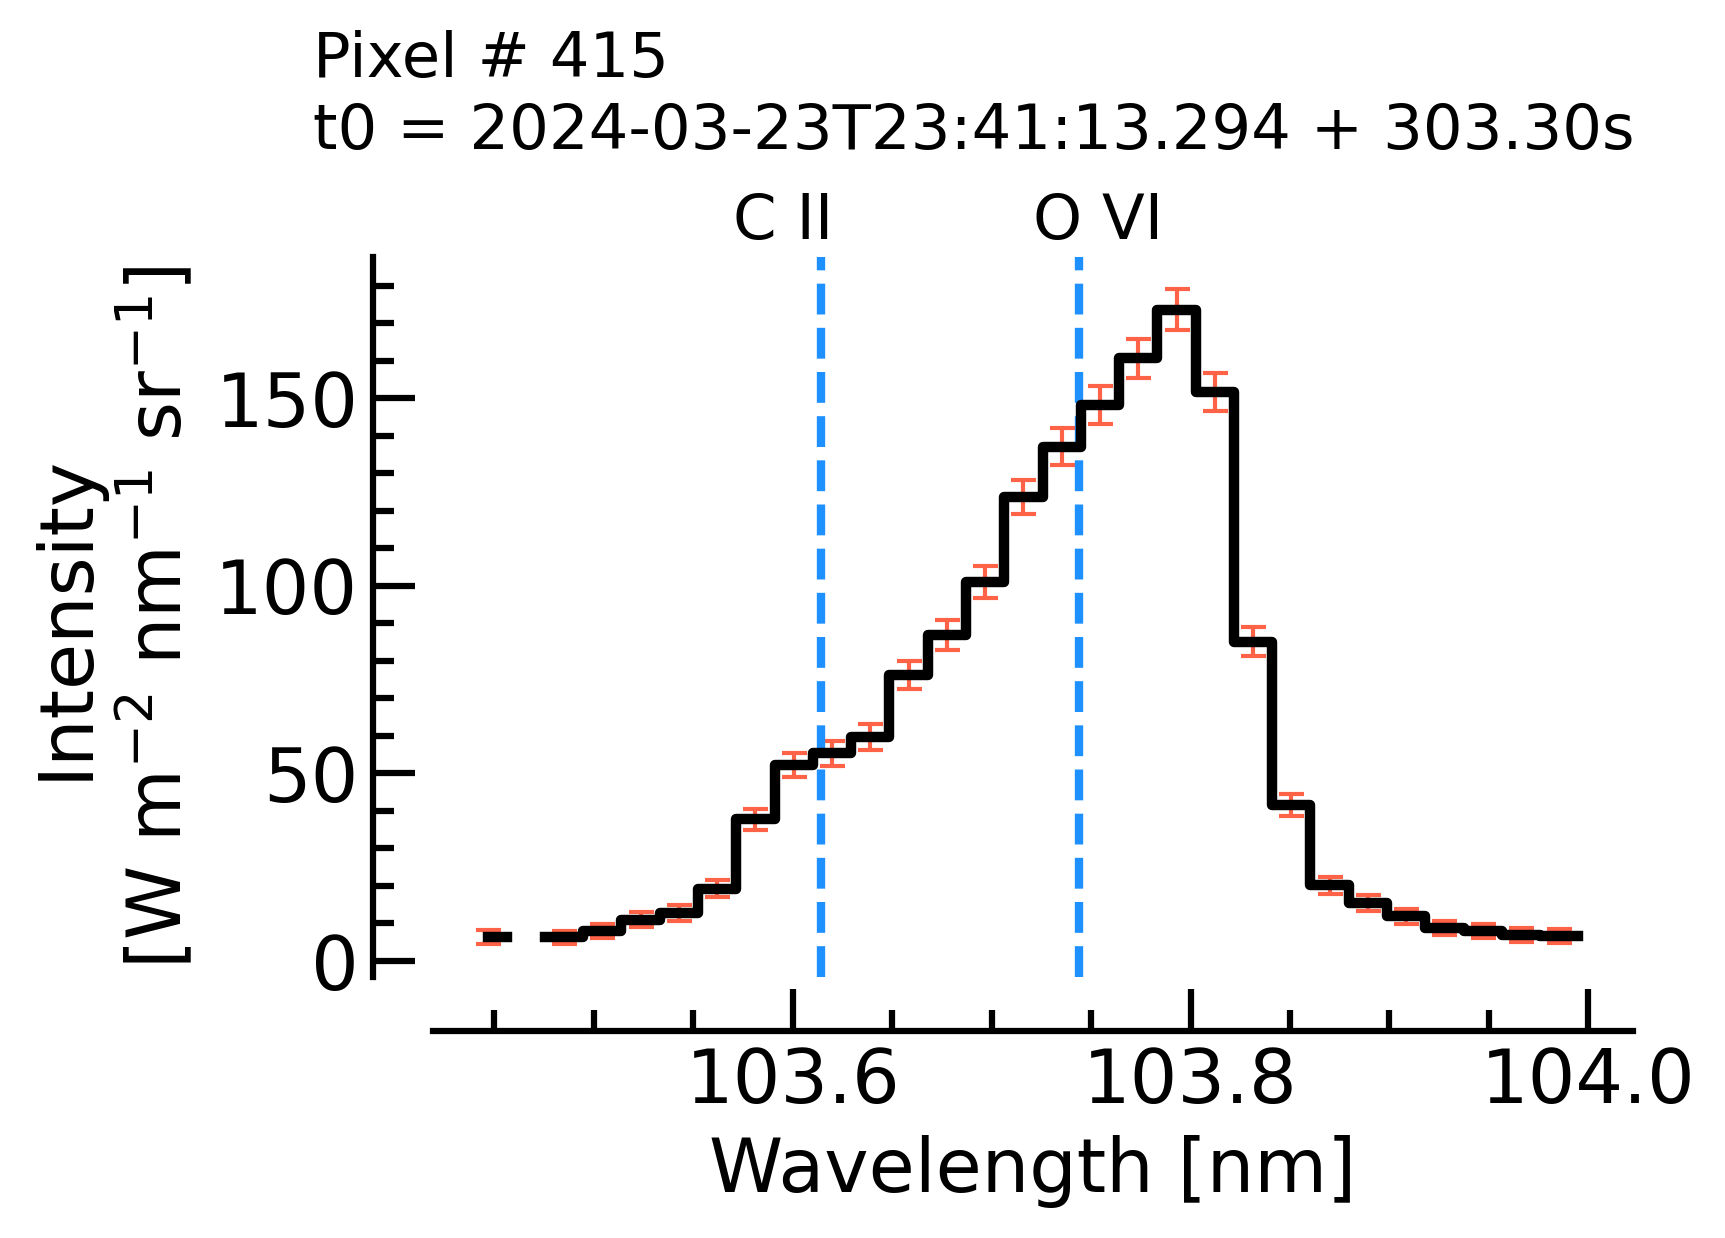 Pixel # 415
t0 = 2024-03-23T23:41:13.294 + 303.30s
C II O VI
Intensity
[W m⁻² nm⁻¹ sr⁻¹]
150
100
50
0
103.6 103.8 104.0
Wavelength [nm]